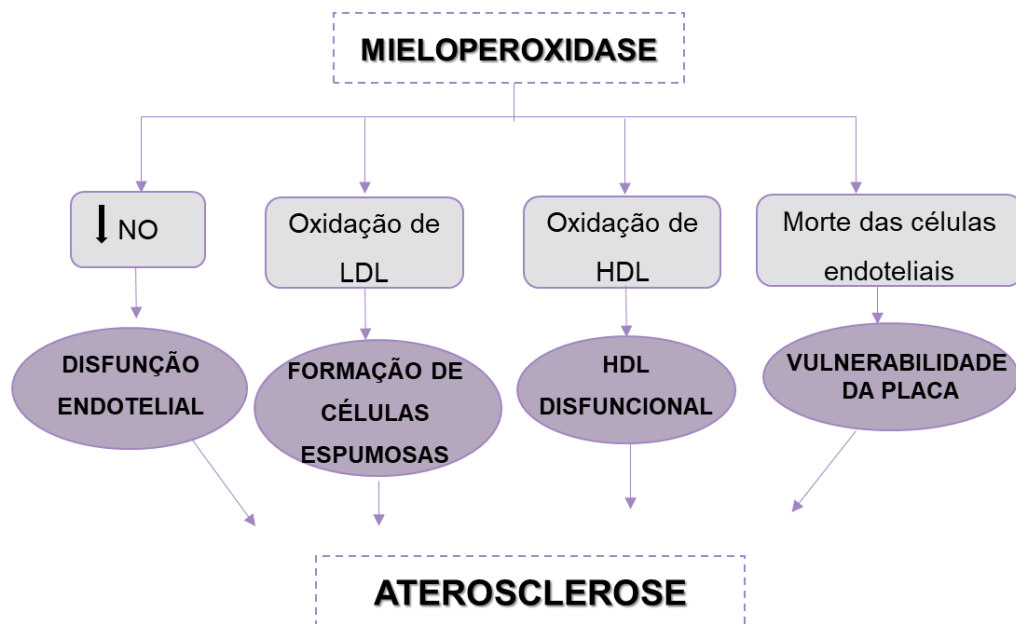 MIELOPEROXIDASE
NO
Oxidação de
LDL
Oxidação de
HDL
Morte das células
endoteliais
DISFUNÇÃO
ENDOTELIAL
FORMAÇÃO DE
CÉLULAS
ESPUMOSAS
HDL
DISFUNCIONAL
VULNERABILIDADE
DA PLACA
ATEROSCLEROSE